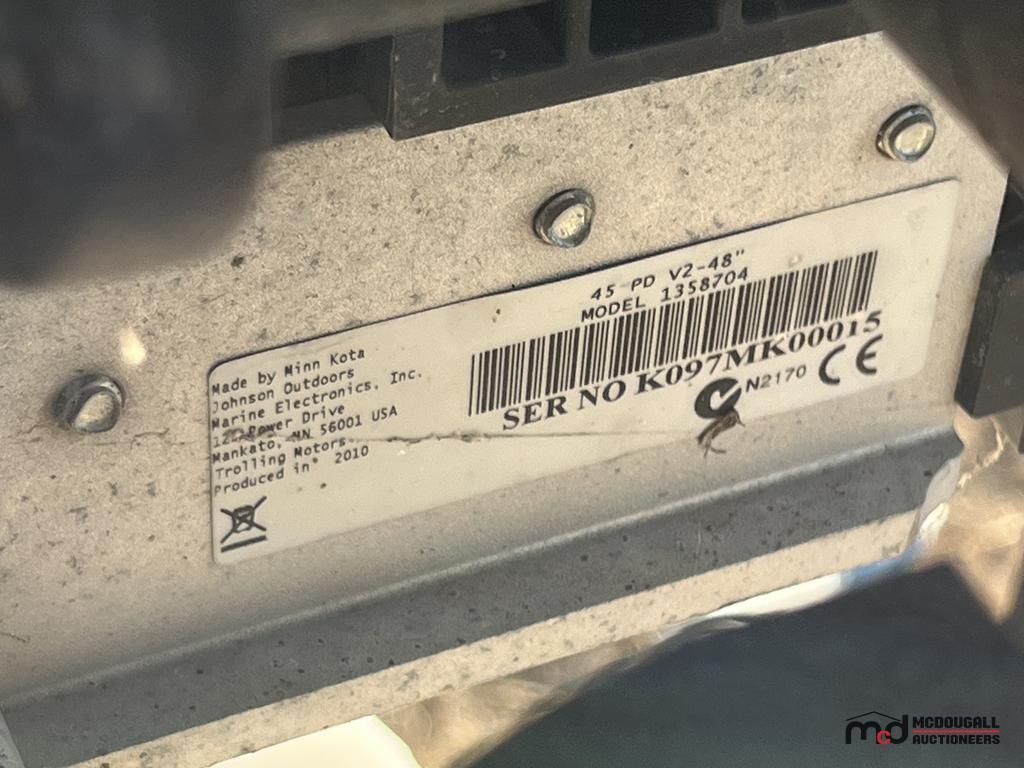 45 PD V2-48"
MODEL 1358704
SER NO K097MK00015
N2170 CE
Made by Minn Kota
Johnson Outdoors
Marine Electronics, Inc.
Power Drive
Mankato, MN 56001 USA
Trolling Motors
Produced in 2010
mcd MCDOUGALL
AUCTIONEERS